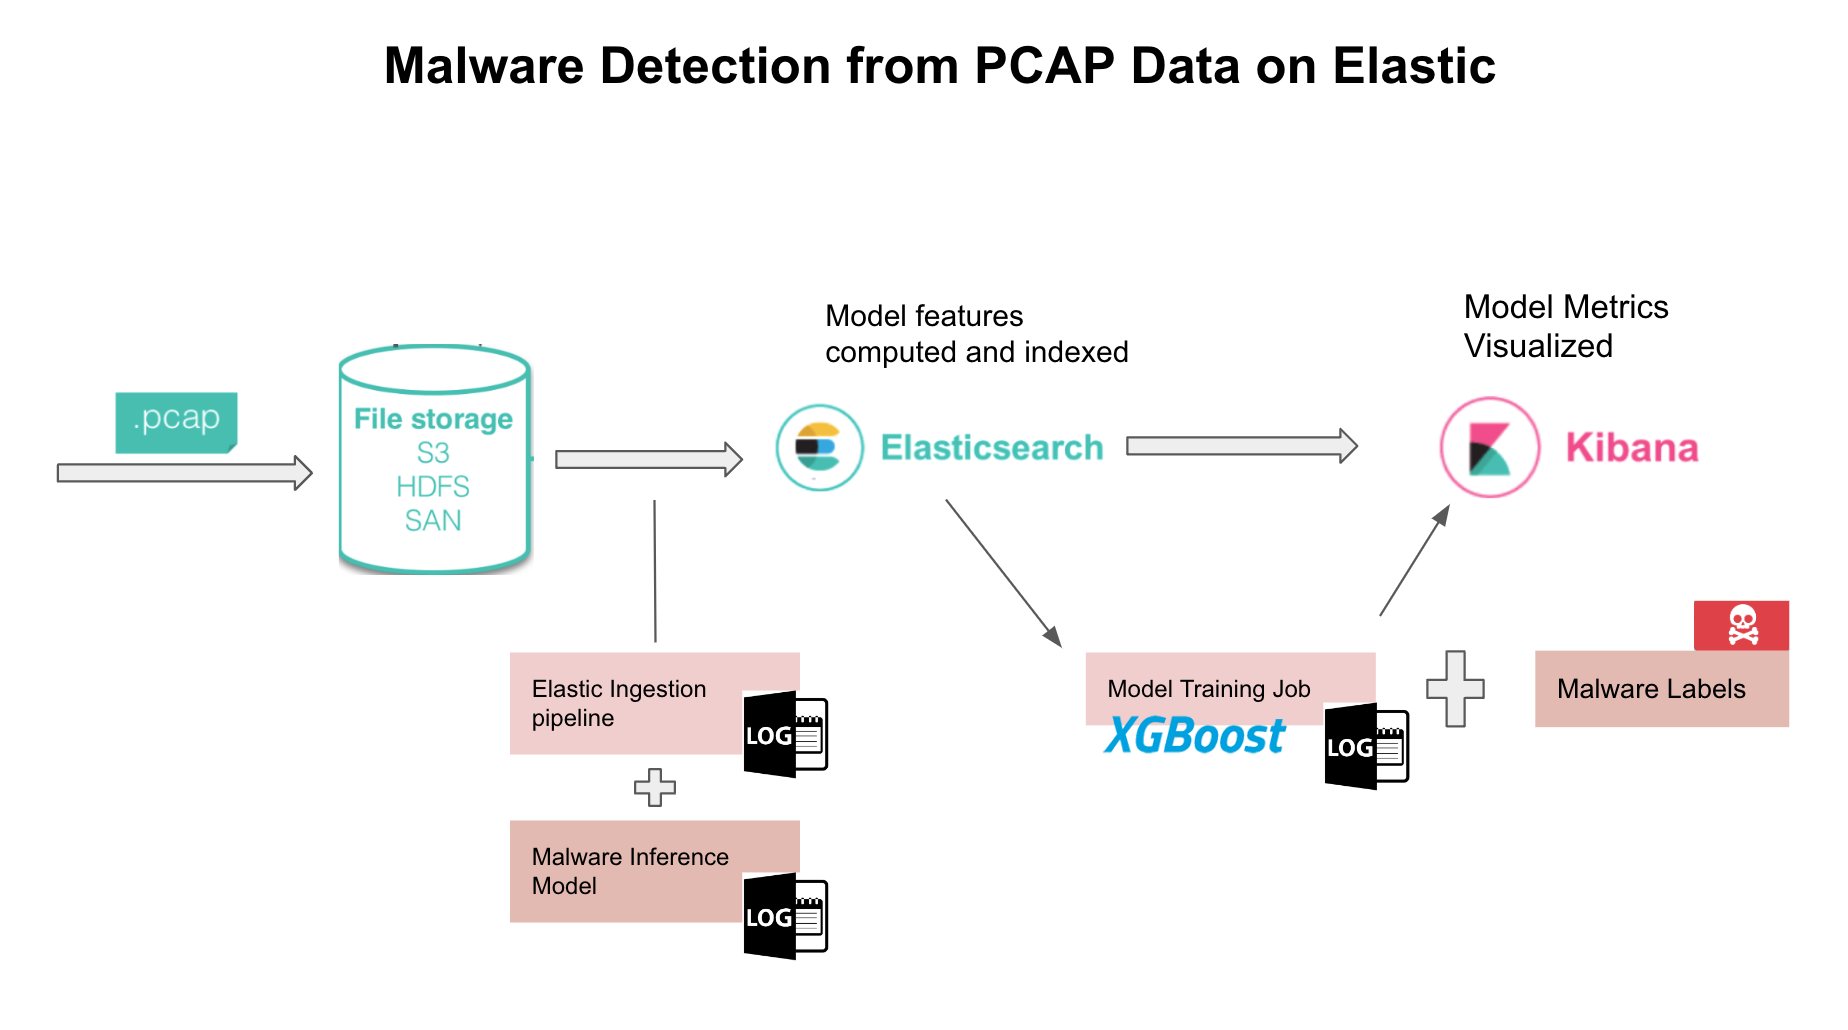 Malware Detection from PCAP Data on Elastic
Model features
computed and indexed
Model Metrics
Visualized
.pcap
File storage
S3
HDFS
SAN
Elasticsearch
Kibana
Elastic Ingestion
pipeline
LOG
Malware Inference
Model
LOG
Model Training Job
XGBoost
LOG
Malware Labels